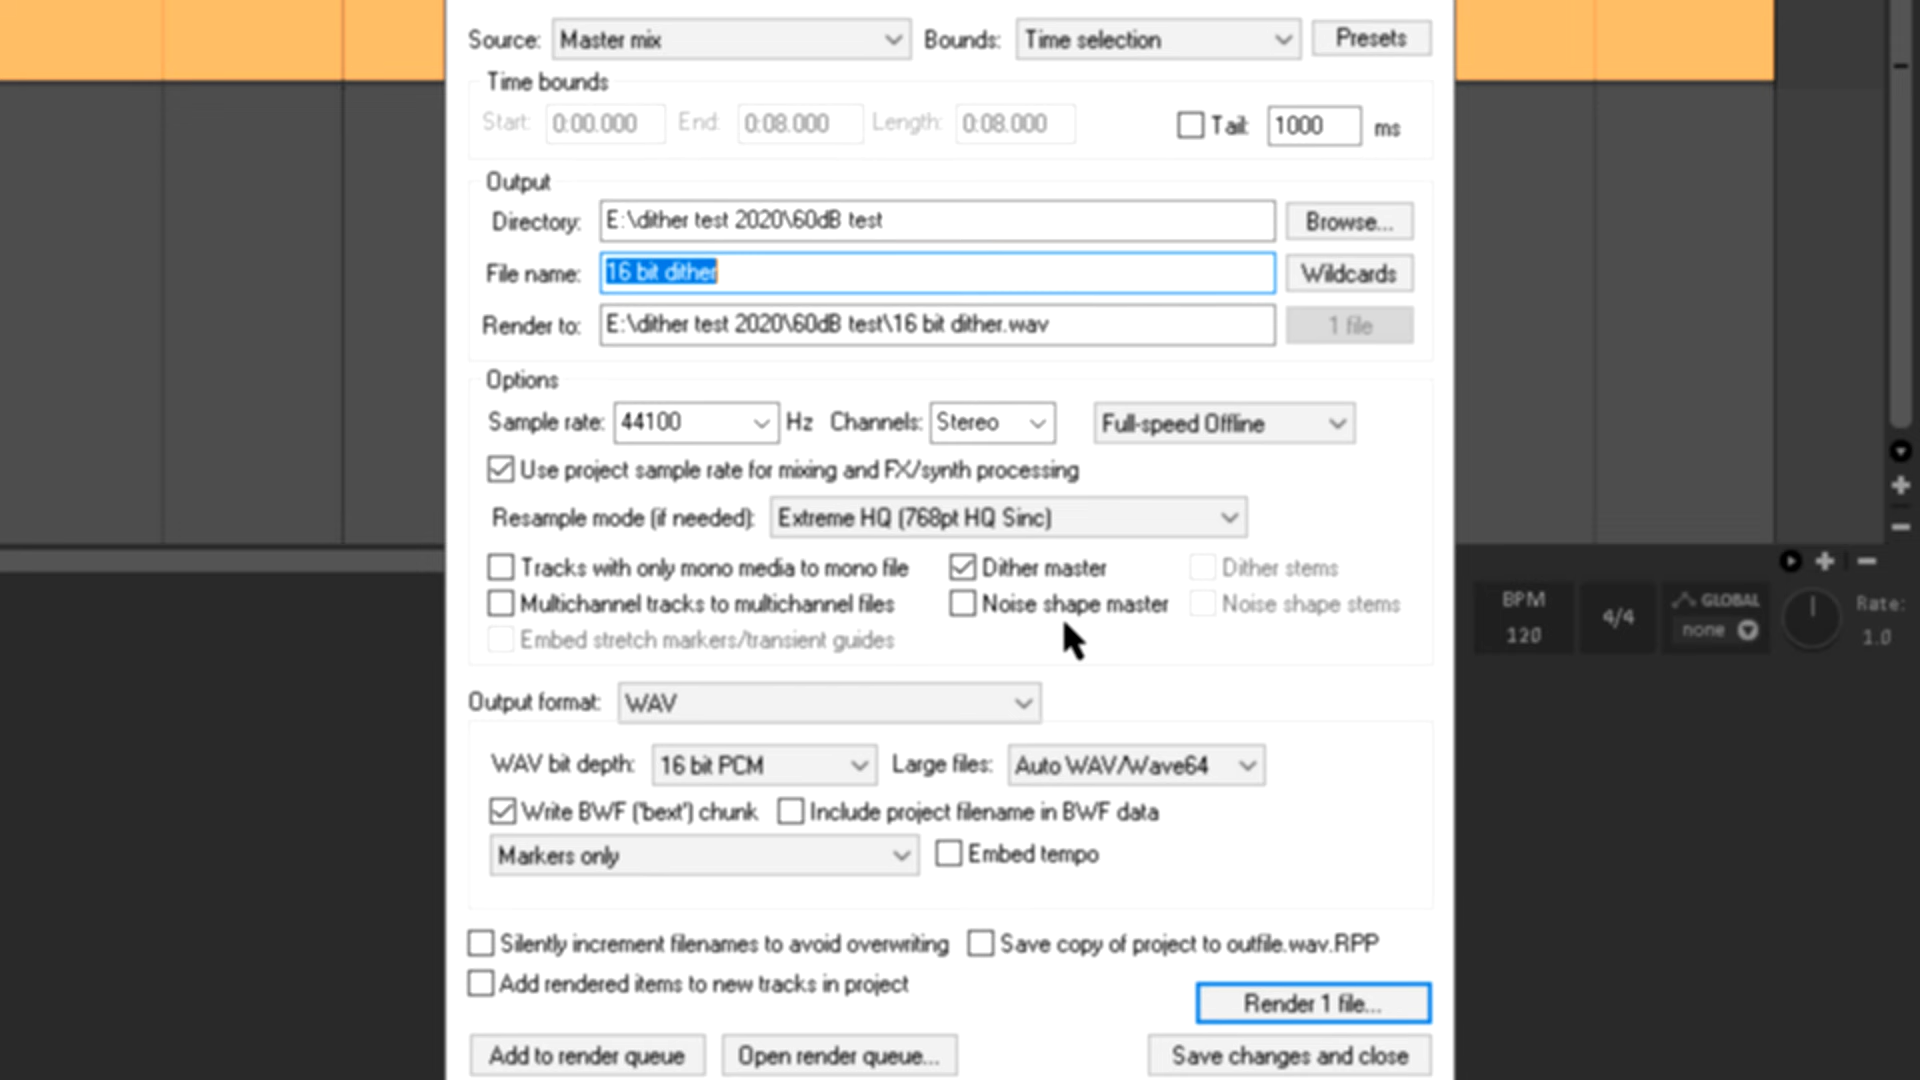 Source: Master mix Bounds: Time selection Presets
Time bounds
Start: 0:00.000 End: 0:08.000 Length: 0:08.000 Tail: 1000 ms
Output
Directory: E:\dither test 2020\60dB test Browse...
File name: 16 bit dither Wildcards
Render to: E:\dither test 2020\60dB test\16 bit dither.wav 1 file
Options
Sample rate: 44100 Hz Channels: Stereo Full-speed Offline
Use project sample rate for mixing and FX/synth processing
Resample mode (if needed): Extreme HQ (768pt HQ Sinc)
Tracks with only mono media to mono file Dither master Dither stems
Multichannel tracks to multichannel files Noise shape master Noise shape stems
Embed stretch markers/transient guides
BPM
120
4/4
GLOBAL
none
Rate:
1.0
Output format: WAV
WAV bit depth: 16 bit PCM Large files: Auto WAV/Wave64
Write BWF ('bext') chunk Include project filename in BWF data
Markers only Embed tempo
Silently increment filenames to avoid overwriting Save copy of project to outfile.wav.RPP
Add rendered items to new tracks in project
Render 1 file...
Add to render queue Open render queue... Save changes and close